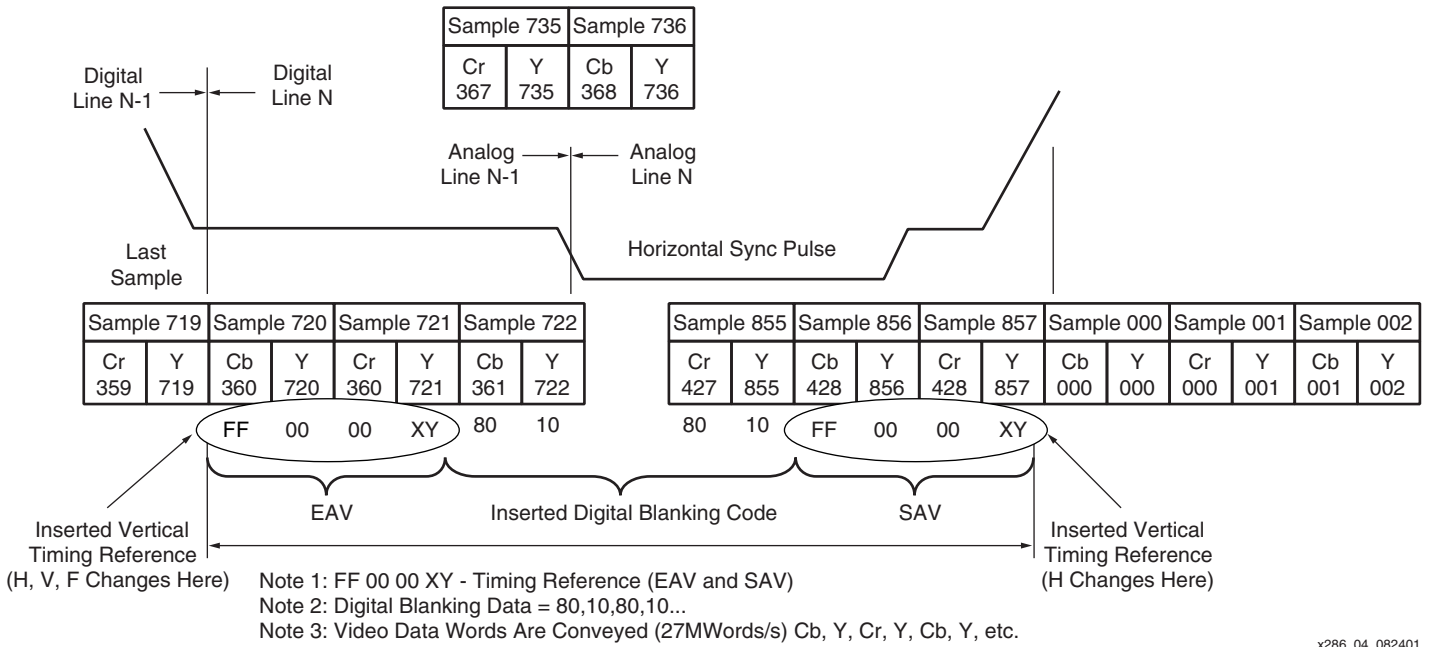 Sample 735 Sample 736
Cr Y Cb Y
367 735 368 736
Digital
Line N-1
Digital
Line N
Analog
Line N-1
Analog
Line N
Last
Sample
Horizontal Sync Pulse
Sample 719 Sample 720 Sample 721 Sample 722
Cr Y Cb Y Cr Y Cb Y
359 719 360 720 360 721 361 722
Sample 855 Sample 856 Sample 857 Sample 000 Sample 001 Sample 002
Cr Y Cb Y Cr Y Cb Y Cr Y Cb Y
427 855 428 856 428 857 000 000 000 001 001 002
FF 00 00 XY 80 10
80 10 FF 00 00 XY
EAV
Inserted Digital Blanking Code
SAV
Inserted Vertical
Timing Reference
(H, V, F Changes Here)
Inserted Vertical
Timing Reference
(H Changes Here)
Note 1: FF 00 00 XY - Timing Reference (EAV and SAV)
Note 2: Digital Blanking Data = 80,10,80,10...
Note 3: Video Data Words Are Conveyed (27MWords/s) Cb, Y, Cr, Y, Cb, Y, etc.
x286_04_082401